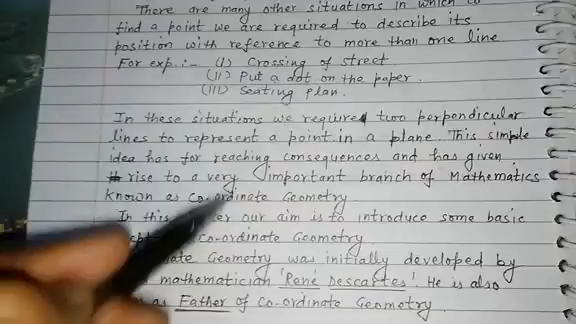 There are many other situations in which to
find a point we are required to describe its
position with reference to more than one line
For exp.:- (I) Crossing of street
(II) Put a dot on the paper.
(III) Seating plan.
In these situations we require two perpendicular
lines to represent a point in a plane. This simple
idea has for reaching consequences and has given
rise to a very important branch of Mathematics
known as Co-ordinate Geometry
In this our aim is to introduce some basic
co-ordinate Geometry
Geometry was initially developed by
mathematician 'René Descartes'. He is also
as Father of Co-ordinate Geometry.